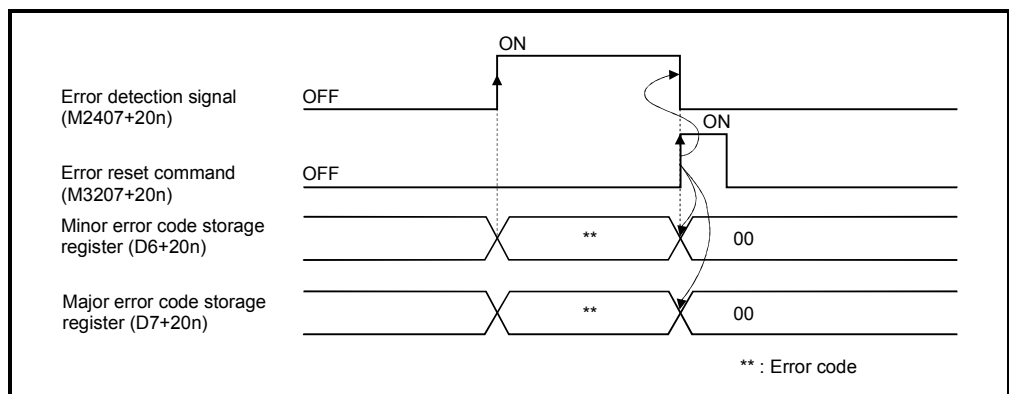 ON
Error detection signal
(M2407+20n)
OFF
ON
Error reset command
(M3207+20n)
OFF
Minor error code storage
register (D6+20n)
**
00
Major error code storage
register (D7+20n)
**
00
** : Error code